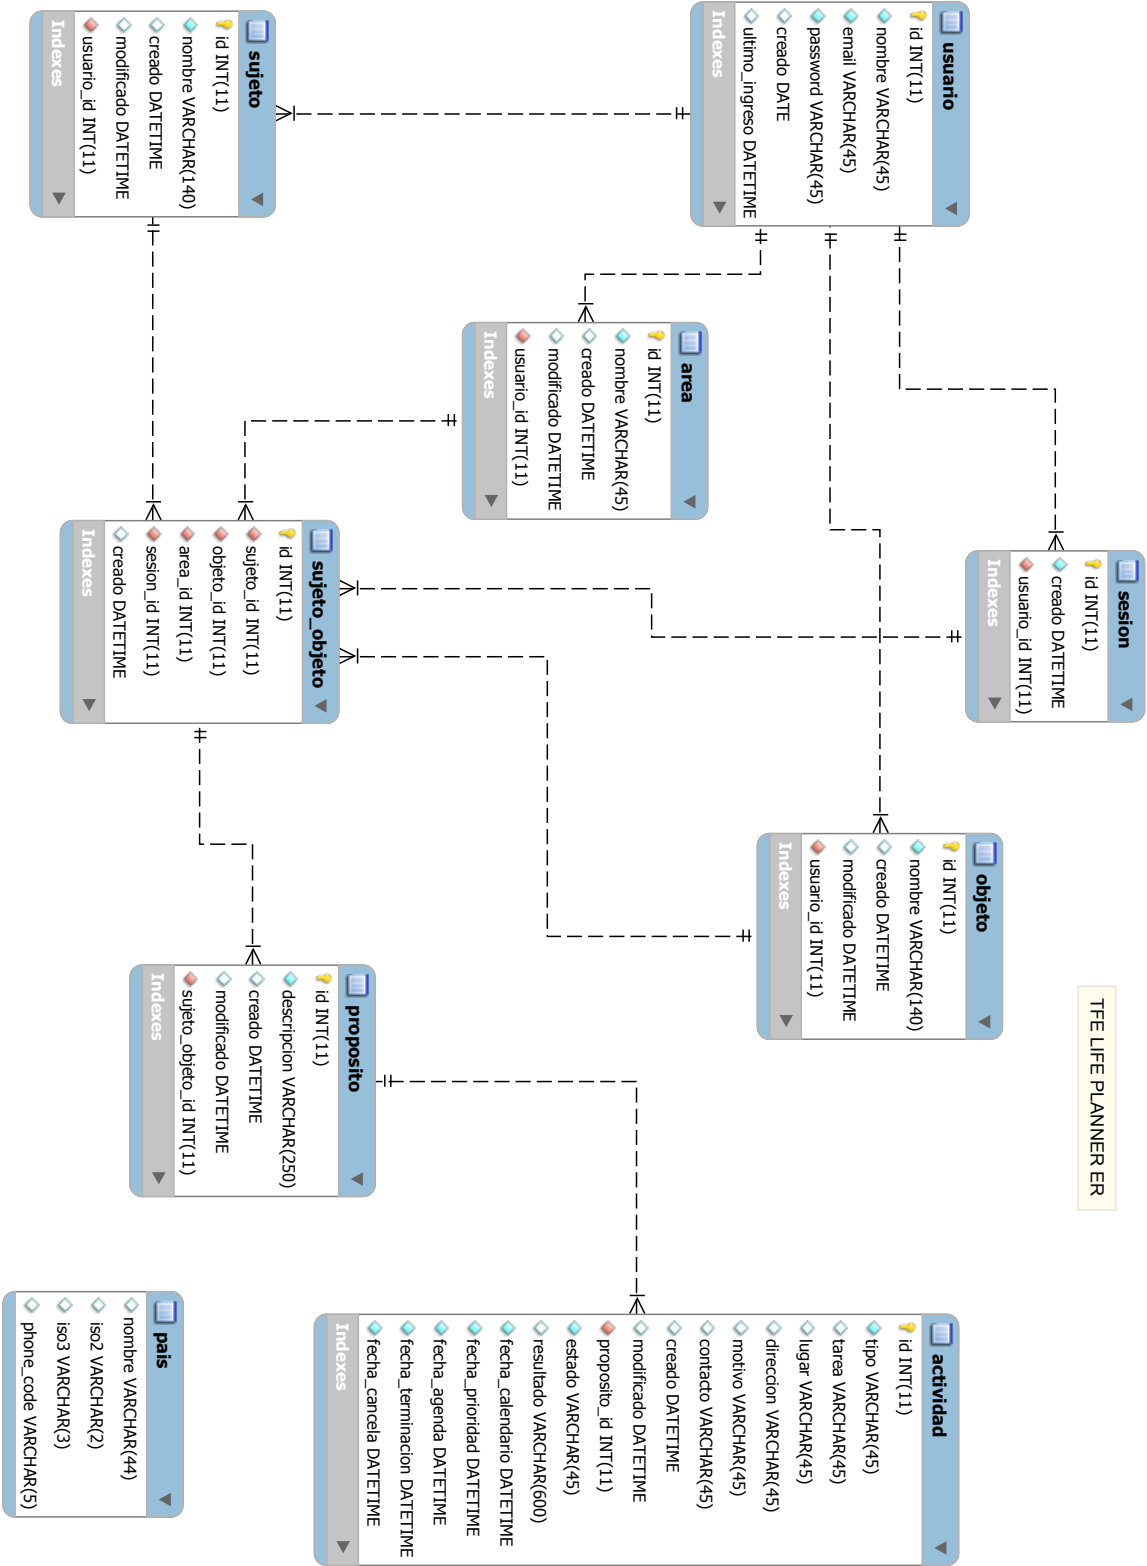 TFE LIFE PLANNER ER
usuario
id INT(11)
nombre VARCHAR(45)
email VARCHAR(45)
password VARCHAR(45)
creado DATE
ultimo_ingreso DATETIME
Indexes
sesion
id INT(11)
creado DATETIME
usuario_id INT(11)
Indexes
objeto
id INT(11)
nombre VARCHAR(140)
creado DATETIME
modificado DATETIME
usuario_id INT(11)
Indexes
actividad
id INT(11)
tipo VARCHAR(45)
tarea VARCHAR(45)
lugar VARCHAR(45)
direccion VARCHAR(45)
motivo VARCHAR(45)
contacto VARCHAR(45)
creado DATETIME
modificado DATETIME
proposito_id INT(11)
estado VARCHAR(45)
resultado VARCHAR(600)
fecha_calendario DATETIME
fecha_prioridad DATETIME
fecha_agenda DATETIME
fecha_terminacion DATETIME
fecha_cancela DATETIME
Indexes
area
id INT(11)
nombre VARCHAR(45)
creado DATETIME
modificado DATETIME
usuario_id INT(11)
Indexes
sujeto
id INT(11)
nombre VARCHAR(140)
creado DATETIME
modificado DATETIME
usuario_id INT(11)
Indexes
sujeto_objeto
id INT(11)
sujeto_id INT(11)
objeto_id INT(11)
area_id INT(11)
sesion_id INT(11)
creado DATETIME
Indexes
proposito
id INT(11)
descripcion VARCHAR(250)
creado DATETIME
modificado DATETIME
sujeto_objeto_id INT(11)
Indexes
pais
nombre VARCHAR(44)
iso2 VARCHAR(2)
iso3 VARCHAR(3)
phone_code VARCHAR(5)